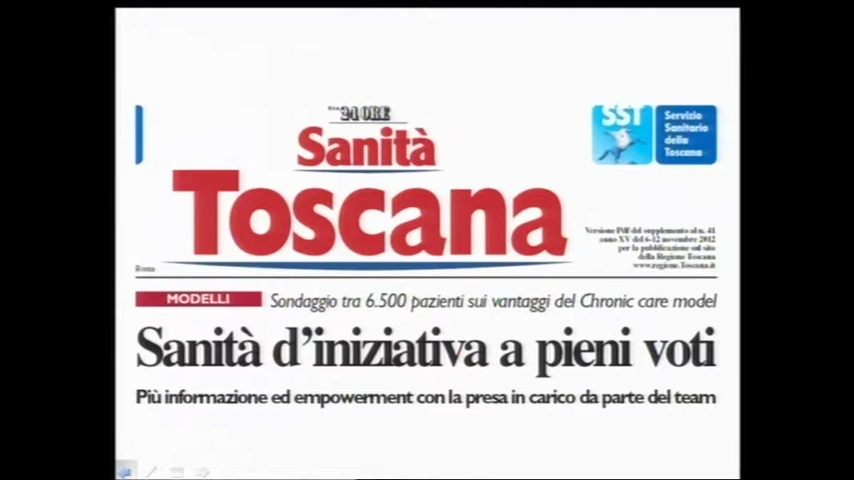 24 ORE
Sanità
Toscana
SST
Servizio
Sanitario
della
Toscana
Versione Pdf del supplemento al n. 41
anno XV del 6-12 novembre 2012
per la pubblicazione sul sito
della Regione Toscana
www.regione.Toscana.it
Roma
MODELLI Sondaggio tra 6.500 pazienti sui vantaggi del Chronic care model
Sanità d'iniziativa a pieni voti
Più informazione ed empowerment con la presa in carico da parte del team